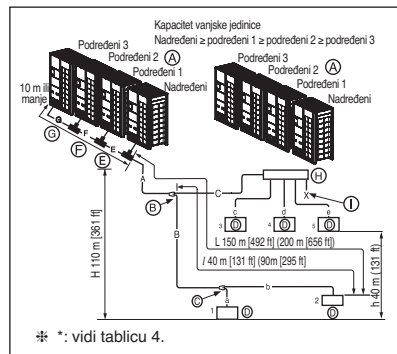 Kapacitet vanjske jedinice
Nadređeni ≥ podređeni 1 ≥ podređeni 2 ≥ podređeni 3
Podređeni 3
Podređeni 2 A
Podređeni 1
Nadređeni
Podređeni 3
Podređeni 2 A
Podređeni 1
Nadređeni
10 m ili
manje
G F E
G F E
A
B
C
H
X
I
c d e
3 D 4 D 5 D
L 150 m [492 ft] (200 m [656 ft]
l 40 m [131 ft] (90m [295 ft]
H 110 m [361 ft]
h 40 m (131 ft)
B
C
a
b
1 D
2
D
※ *: vidi tablicu 4.